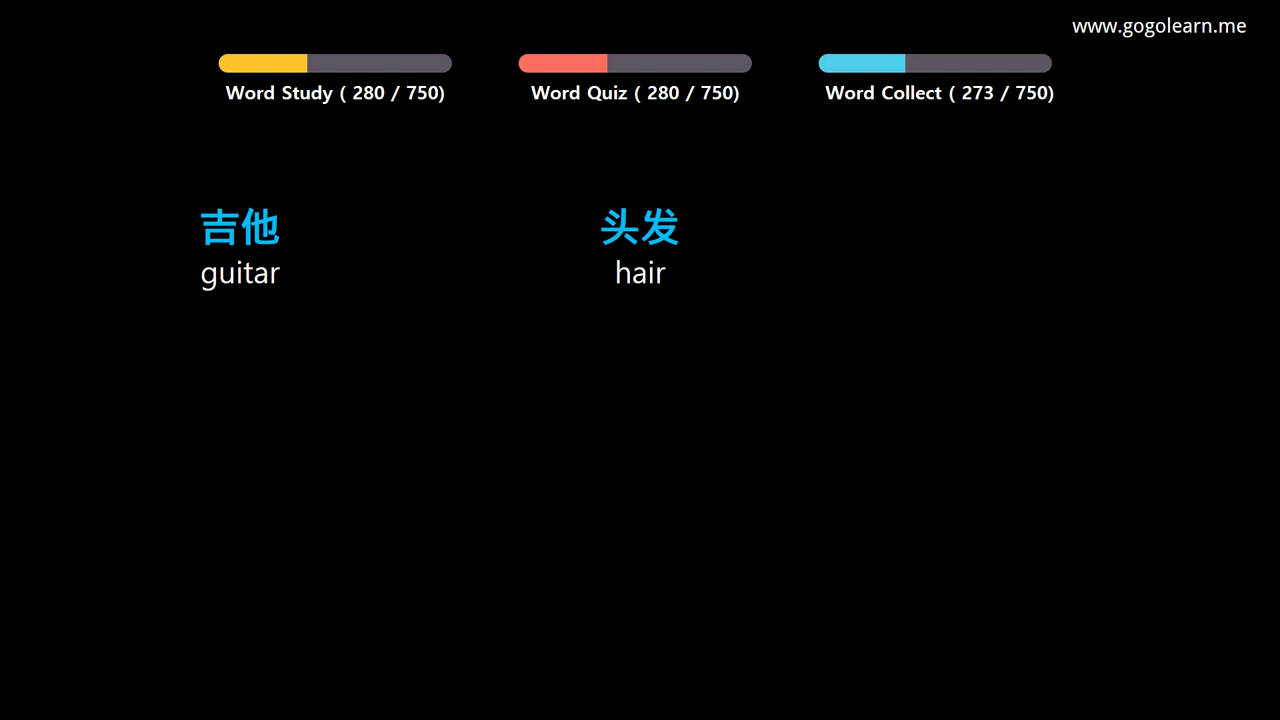 www.gogolearn.me
Word Study ( 280 / 750)
Word Quiz ( 280 / 750)
Word Collect ( 273 / 750)
吉他
guitar
头发
hair